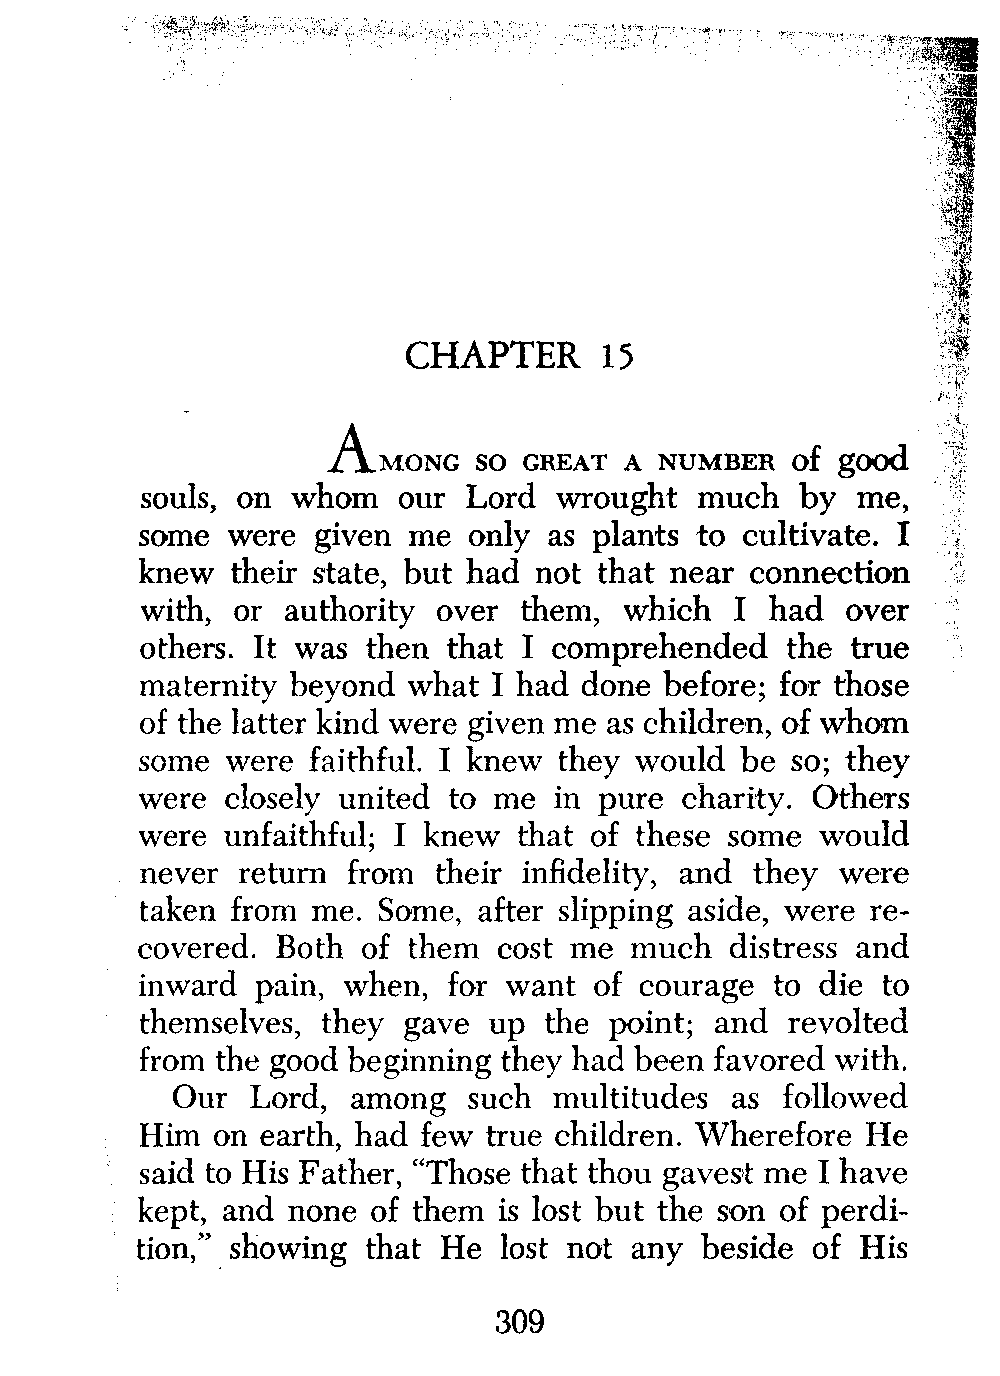 CHAPTER 15
AMONG SO GREAT A NUMBER of good
souls, on whom our Lord wrought much by me,
some were given me only as plants to cultivate. I
knew their state, but had not that near connection
with, or authority over them, which I had over
others. It was then that I comprehended the true
maternity beyond what I had done before; for those
of the latter kind were given me as children, of whom
some were faithful. I knew they would be so; they
were closely united to me in pure charity. Others
were unfaithful; I knew that of these some would
never return from their infidelity, and they were
taken from me. Some, after slipping aside, were re-
covered. Both of them cost me much distress and
inward pain, when, for want of courage to die to
themselves, they gave up the point; and revolted
from the good beginning they had been favored with.
Our Lord, among such multitudes as followed
Him on earth, had few true children. Wherefore He
said to His Father, “Those that thou gavest me I have
kept, and none of them is lost but the son of perdi-
tion,” showing that He lost not any beside of His
309